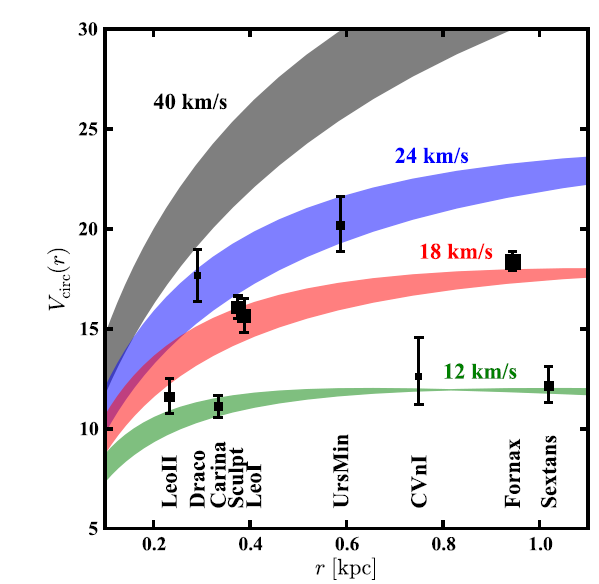 30
25
20
15
10
5
V_circ(r)
40 km/s
24 km/s
18 km/s
12 km/s
LeoII
Draco
Carina
Sculpt
LeoI
UrsMin
CVnI
Fornax
Sextans
0.2 0.4 0.6 0.8 1.0
r [kpc]